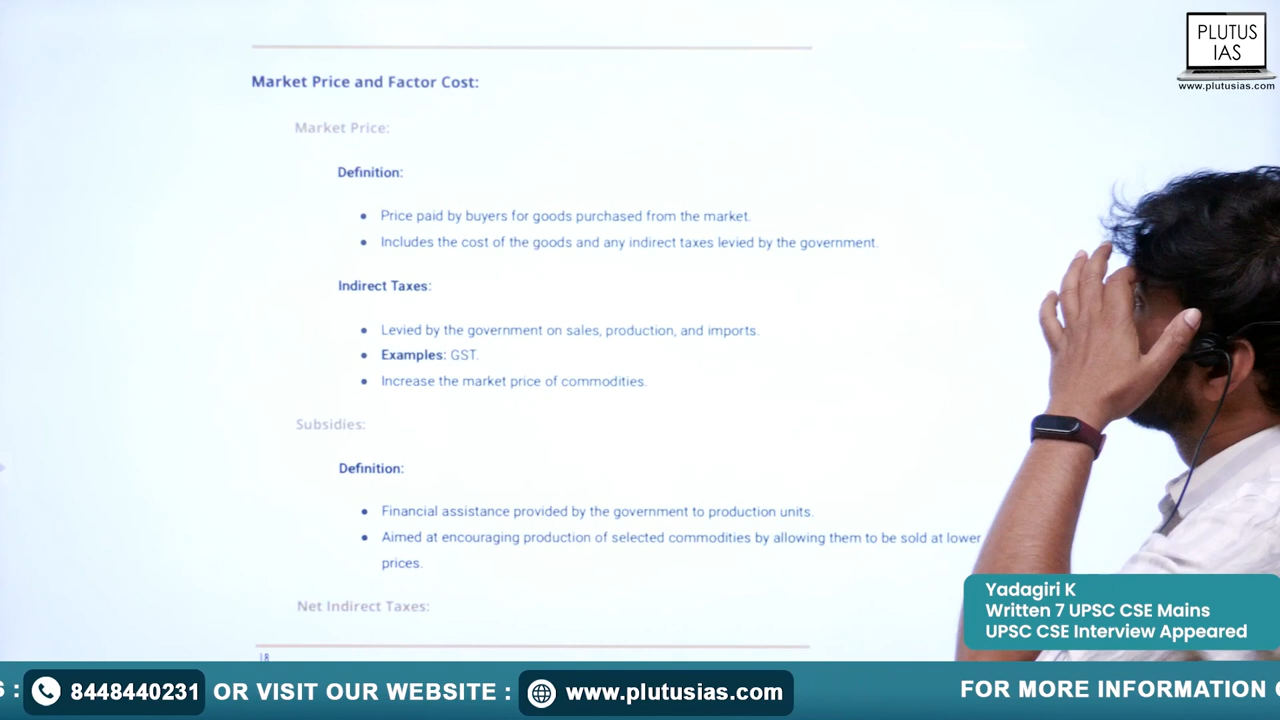 PLUTUS
IAS
www.plutusias.com
Market Price and Factor Cost:
Market Price:
Definition:
● Price paid by buyers for goods purchased from the market.
● Includes the cost of the goods and any indirect taxes levied by the government.
Indirect Taxes:
● Levied by the government on sales, production, and imports.
● Examples: GST.
● Increase the market price of commodities.
Subsidies:
Definition:
● Financial assistance provided by the government to production units.
● Aimed at encouraging production of selected commodities by allowing them to be sold at lower
prices.
Net Indirect Taxes:
18
Yadagiri K
Written 7 UPSC CSE Mains
UPSC CSE Interview Appeared
: 8448440231 OR VISIT OUR WEBSITE : www.plutusias.com FOR MORE INFORMATION